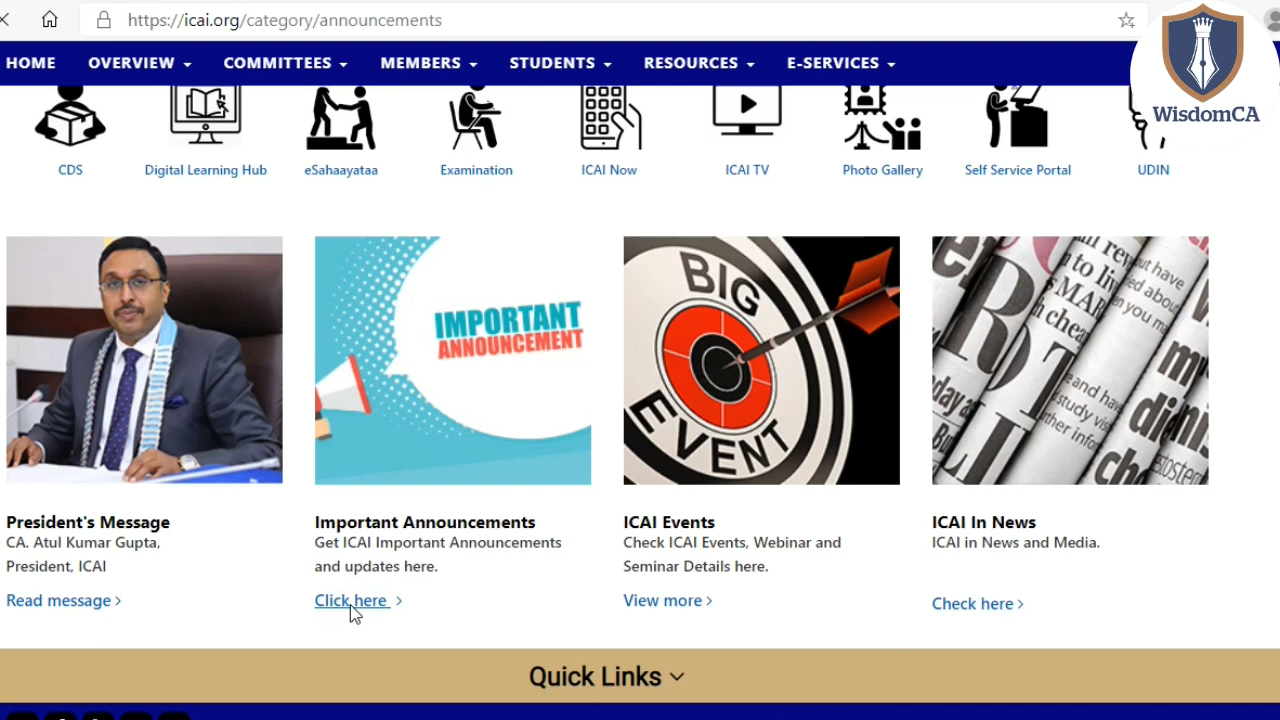 https://icai.org/category/announcements
HOME OVERVIEW COMMITTEES MEMBERS STUDENTS RESOURCES E-SERVICES
WisdomCA
CDS
Digital Learning Hub
eSahaayataa
Examination
ICAI Now
ICAI TV
Photo Gallery
Self Service Portal
UDIN
IMPORTANT
ANNOUNCEMENT
BIG
EVENT
President's Message
CA. Atul Kumar Gupta,
President, ICAI
Read message
Important Announcements
Get ICAI Important Announcements
and updates here.
Click here
ICAI Events
Check ICAI Events, Webinar and
Seminar Details here.
View more
ICAI In News
ICAI in News and Media.
Check here
Quick Links